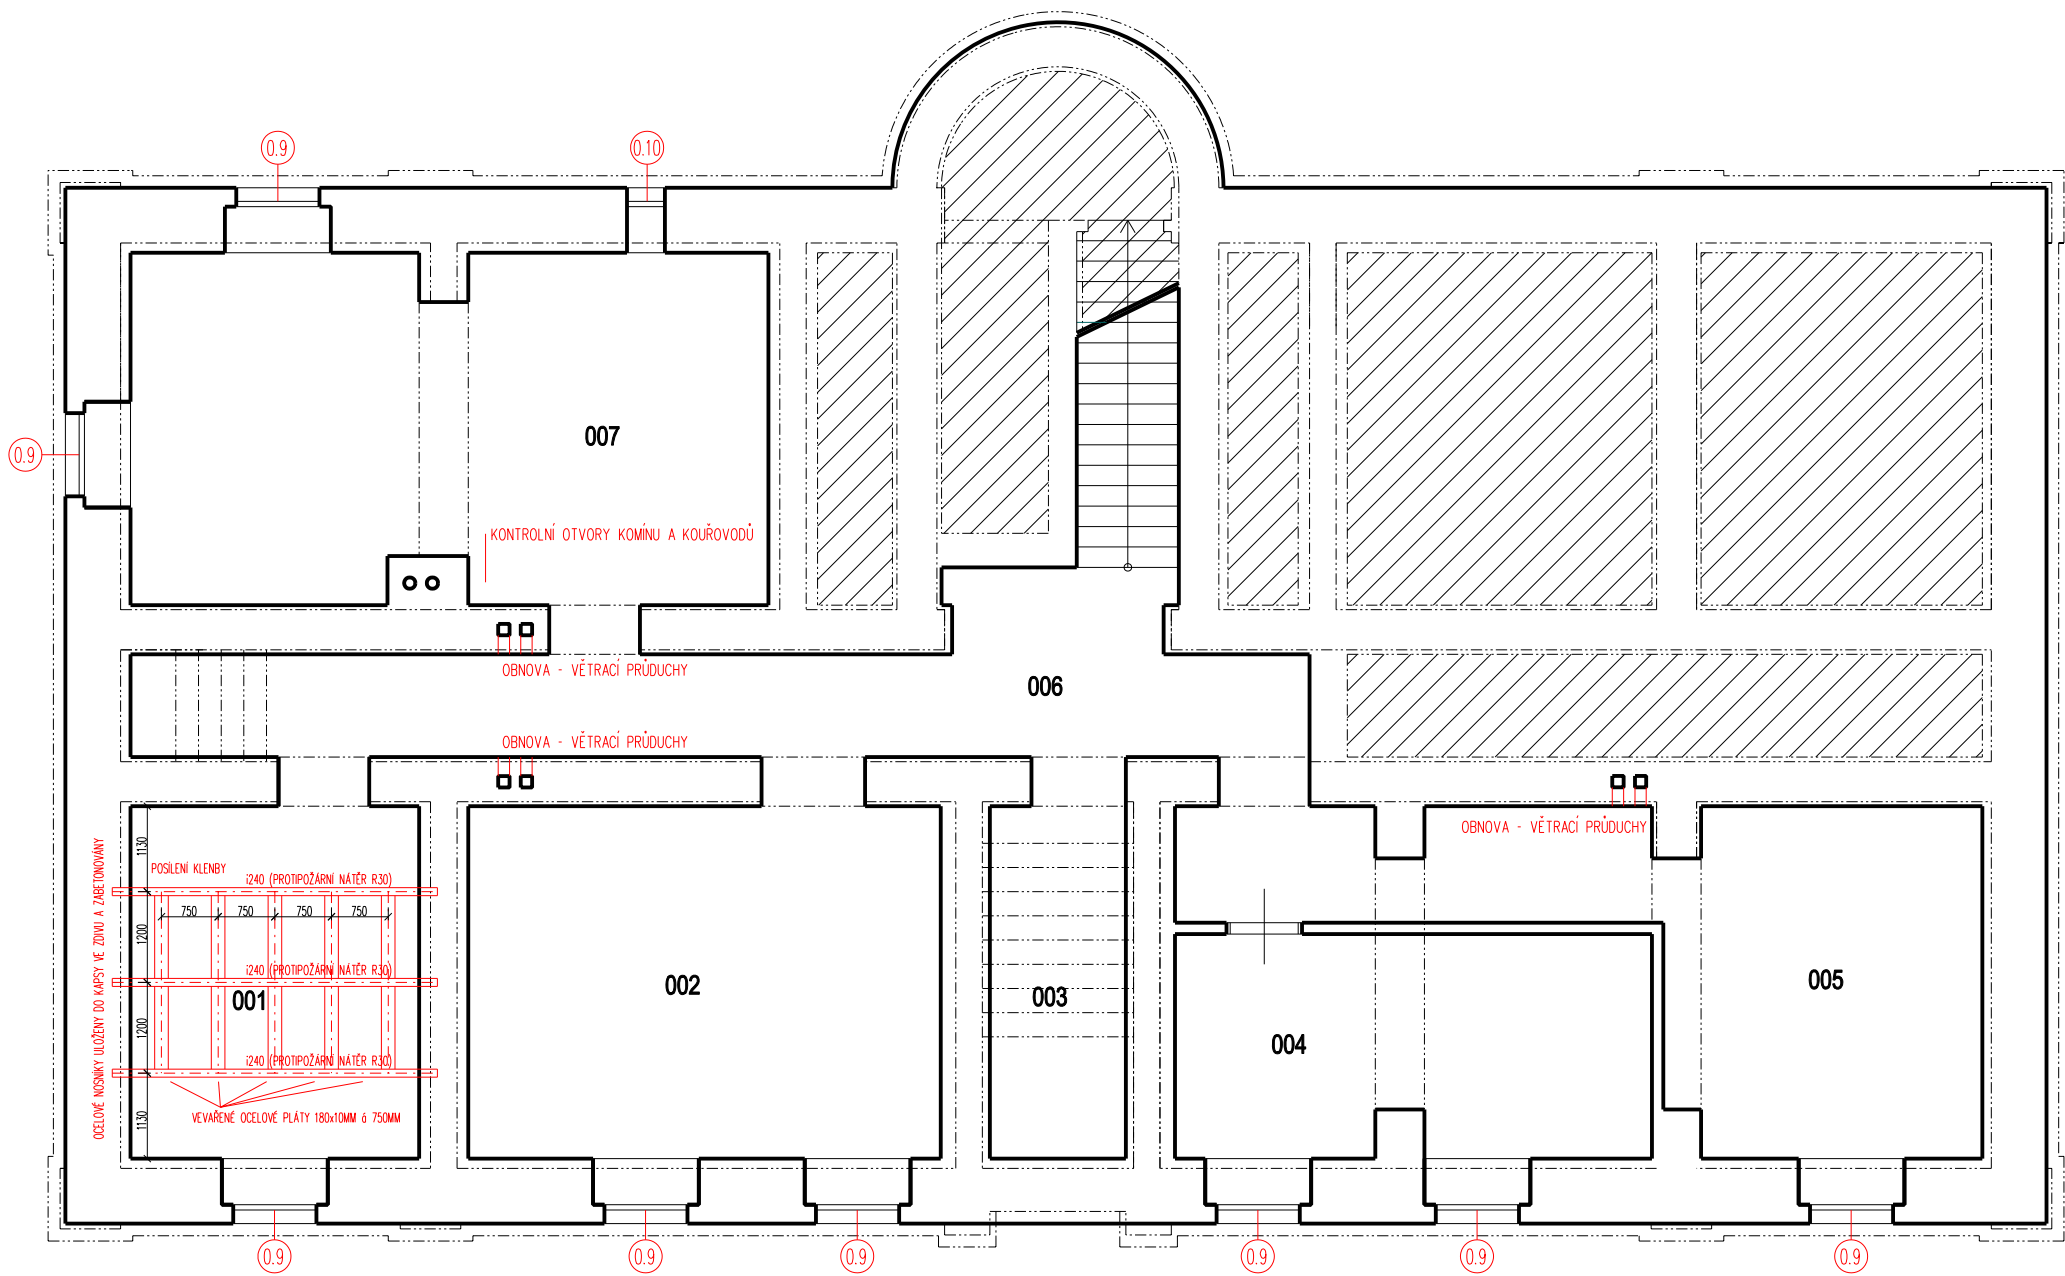 0.9
0.10
007
0.9
KONTROLNÍ OTVORY KOMÍNU A KOUŘOVODŮ
OBNOVA - VĚTRACÍ PRŮDUCHY
006
OBNOVA - VĚTRACÍ PRŮDUCHY
OBNOVA - VĚTRACÍ PRŮDUCHY
OCELOVÉ NOSNÍKY ULOŽENY DO KAPSY VE ZDIVU A ZABETONOVÁNY
1130
POSÍLENÍ KLENBY
i240 (PROTIPOŽÁRNÍ NÁTĚR R30)
750
750
750
750
1200
i240 (PROTIPOŽÁRNÍ NÁTĚR R30)
001
002
003
004
005
1200
i240 (PROTIPOŽÁRNÍ NÁTĚR R30)
1130
VEVAŘENÉ OCELOVÉ PLÁTY 180x10MM á 750MM
0.9
0.9
0.9
0.9
0.9
0.9